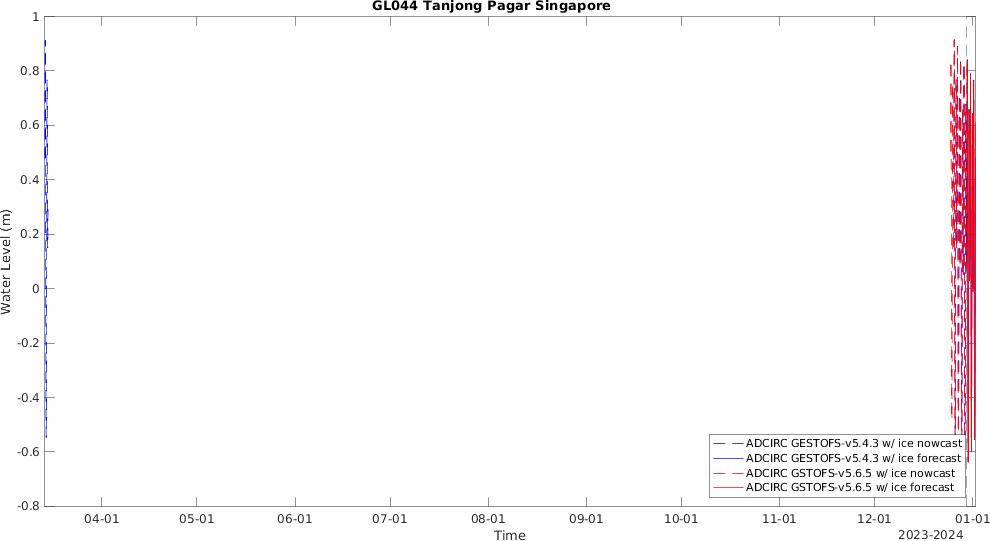 GL044 Tanjong Pagar Singapore
1
0.8
0.6
0.4
0.2
0
-0.2
-0.4
-0.6
-0.8
Water Level (m)
ADCIRC GESTOFS-v5.4.3 w/ ice nowcast
ADCIRC GESTOFS-v5.4.3 w/ ice forecast
ADCIRC GSTOFS-v5.6.5 w/ ice nowcast
ADCIRC GSTOFS-v5.6.5 w/ ice forecast
04-01 05-01 06-01 07-01 08-01 09-01 10-01 11-01 12-01 01-01
Time
2023-2024